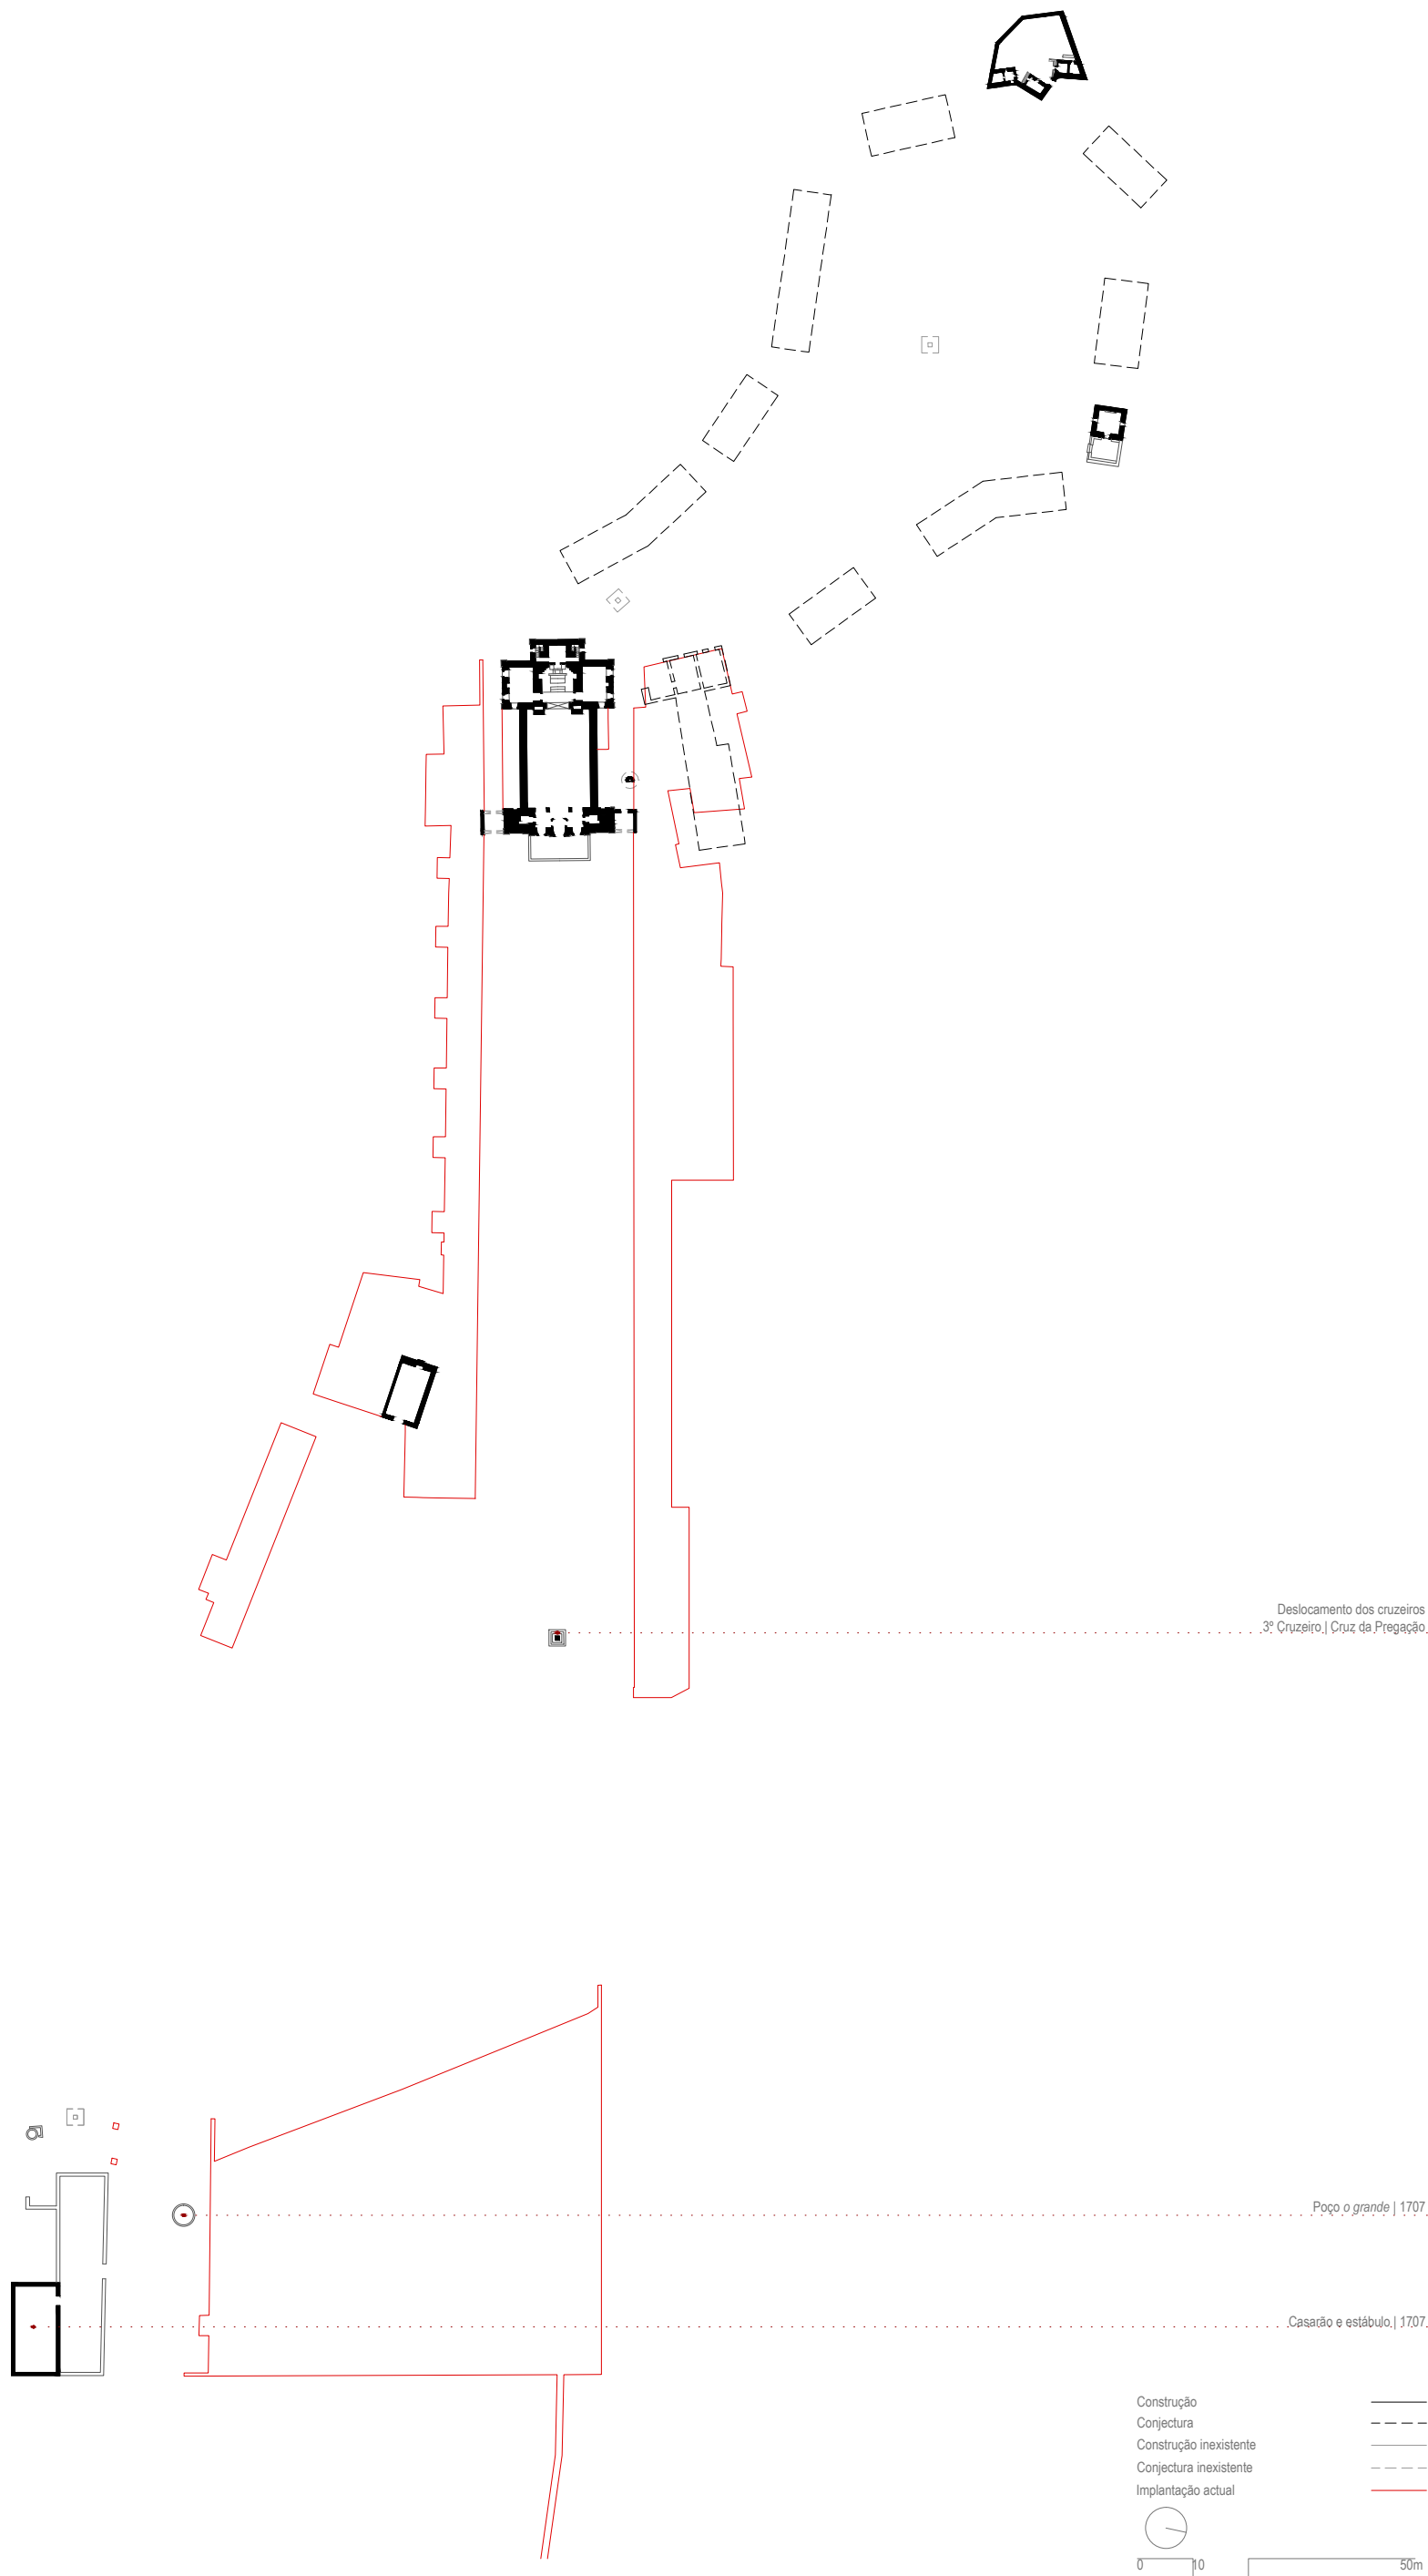 Deslocamento dos cruzeiros
3º Cruzeiro | Cruz da Pregação
Poço o grande | 1707
Casarão e estábulo | 1707
Construção
Conjectura
Construção inexistente
Conjectura inexistente
Implantação actual
0 10 50m